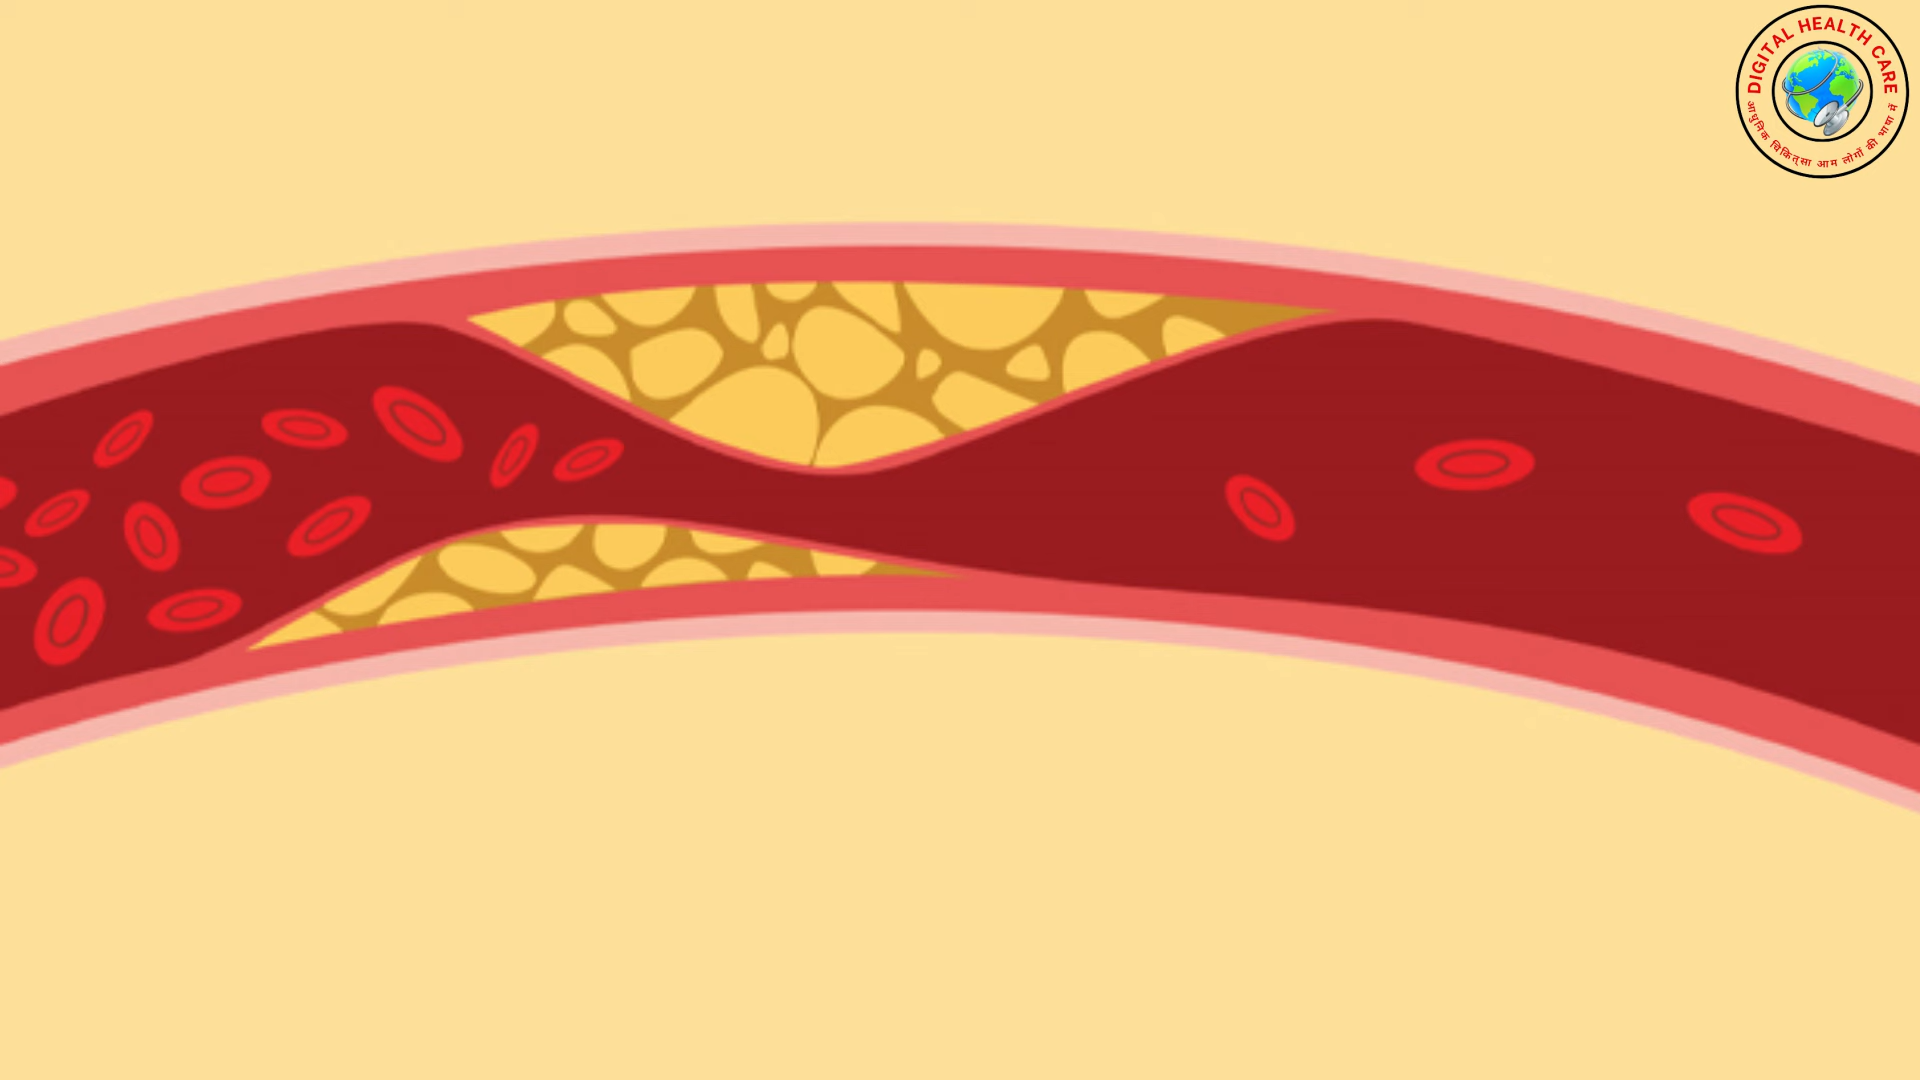 DIGITAL HEALTH CARE
आधुनिक चिकित्सा आम लोगों की भाषा में